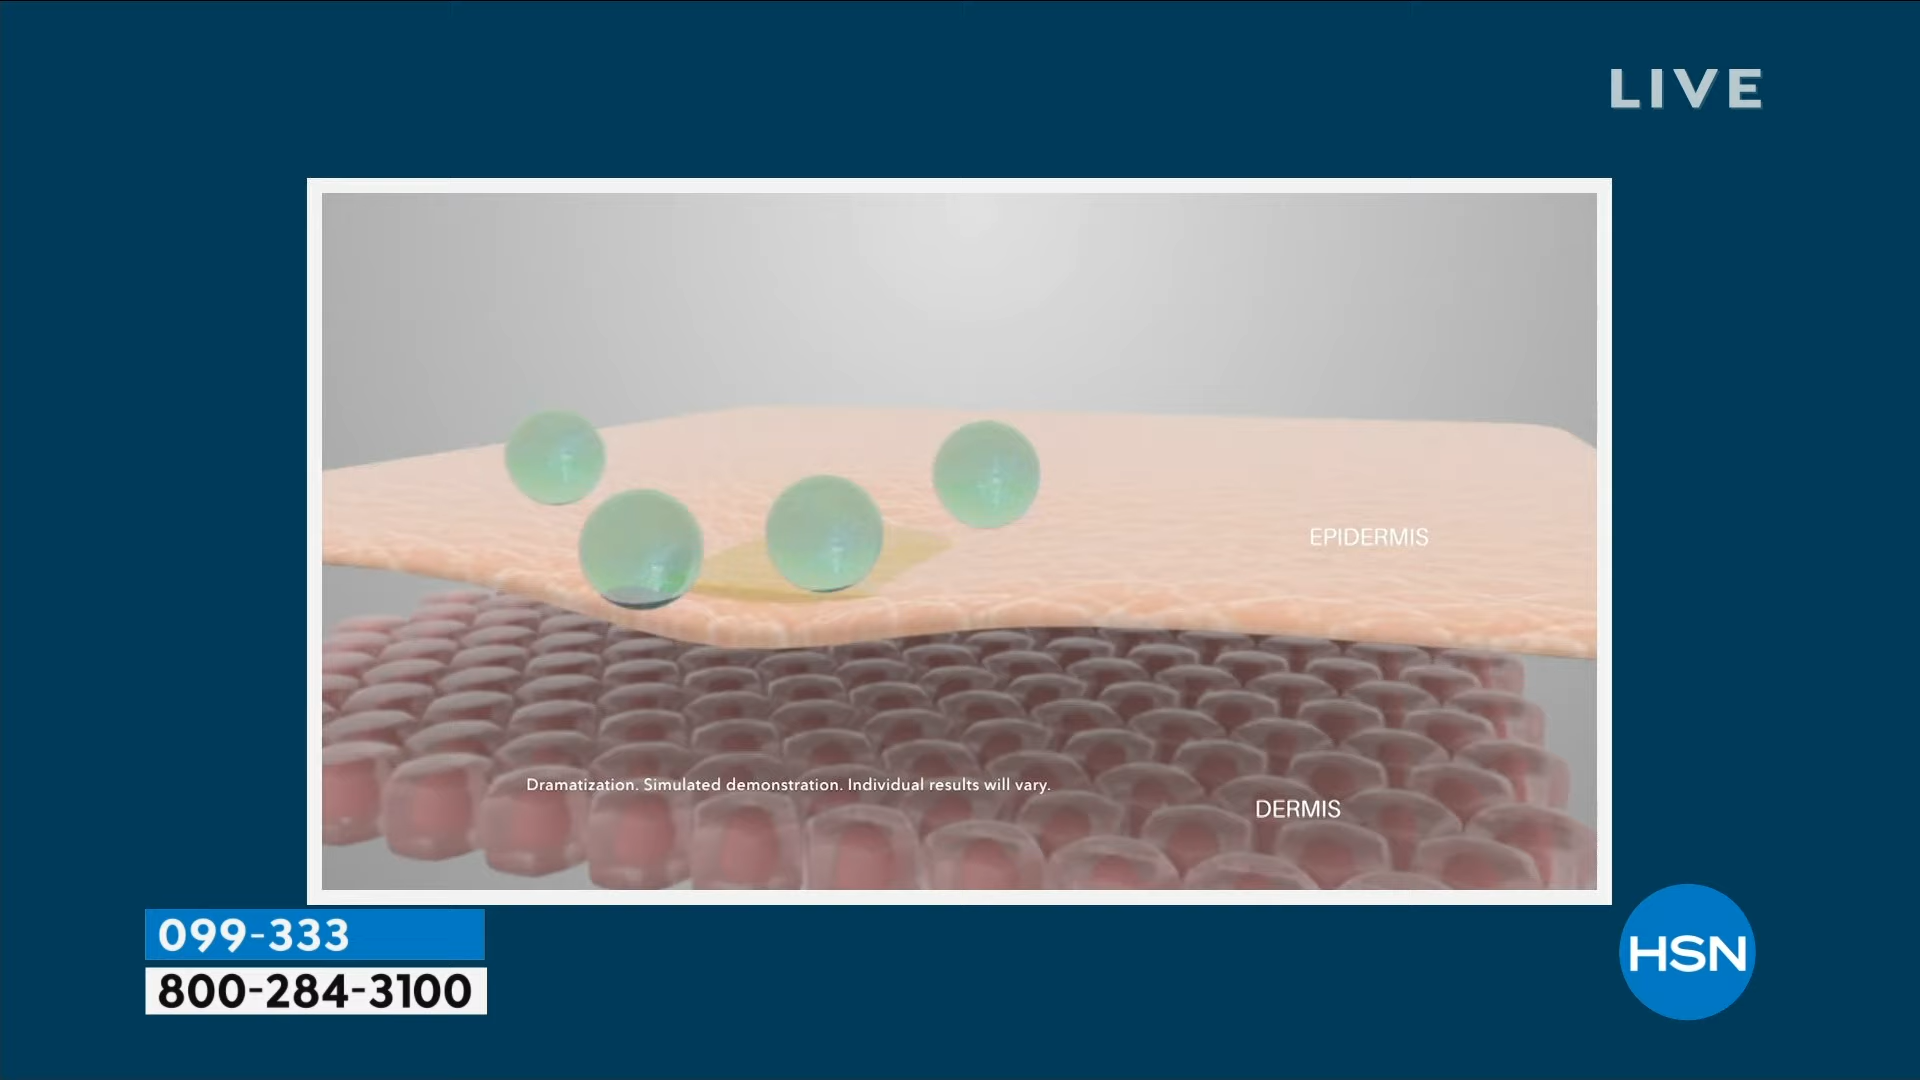 LIVE
EPIDERMIS
Dramatization. Simulated demonstration. Individual results will vary.
DERMIS
099-333
800-284-3100
HSN